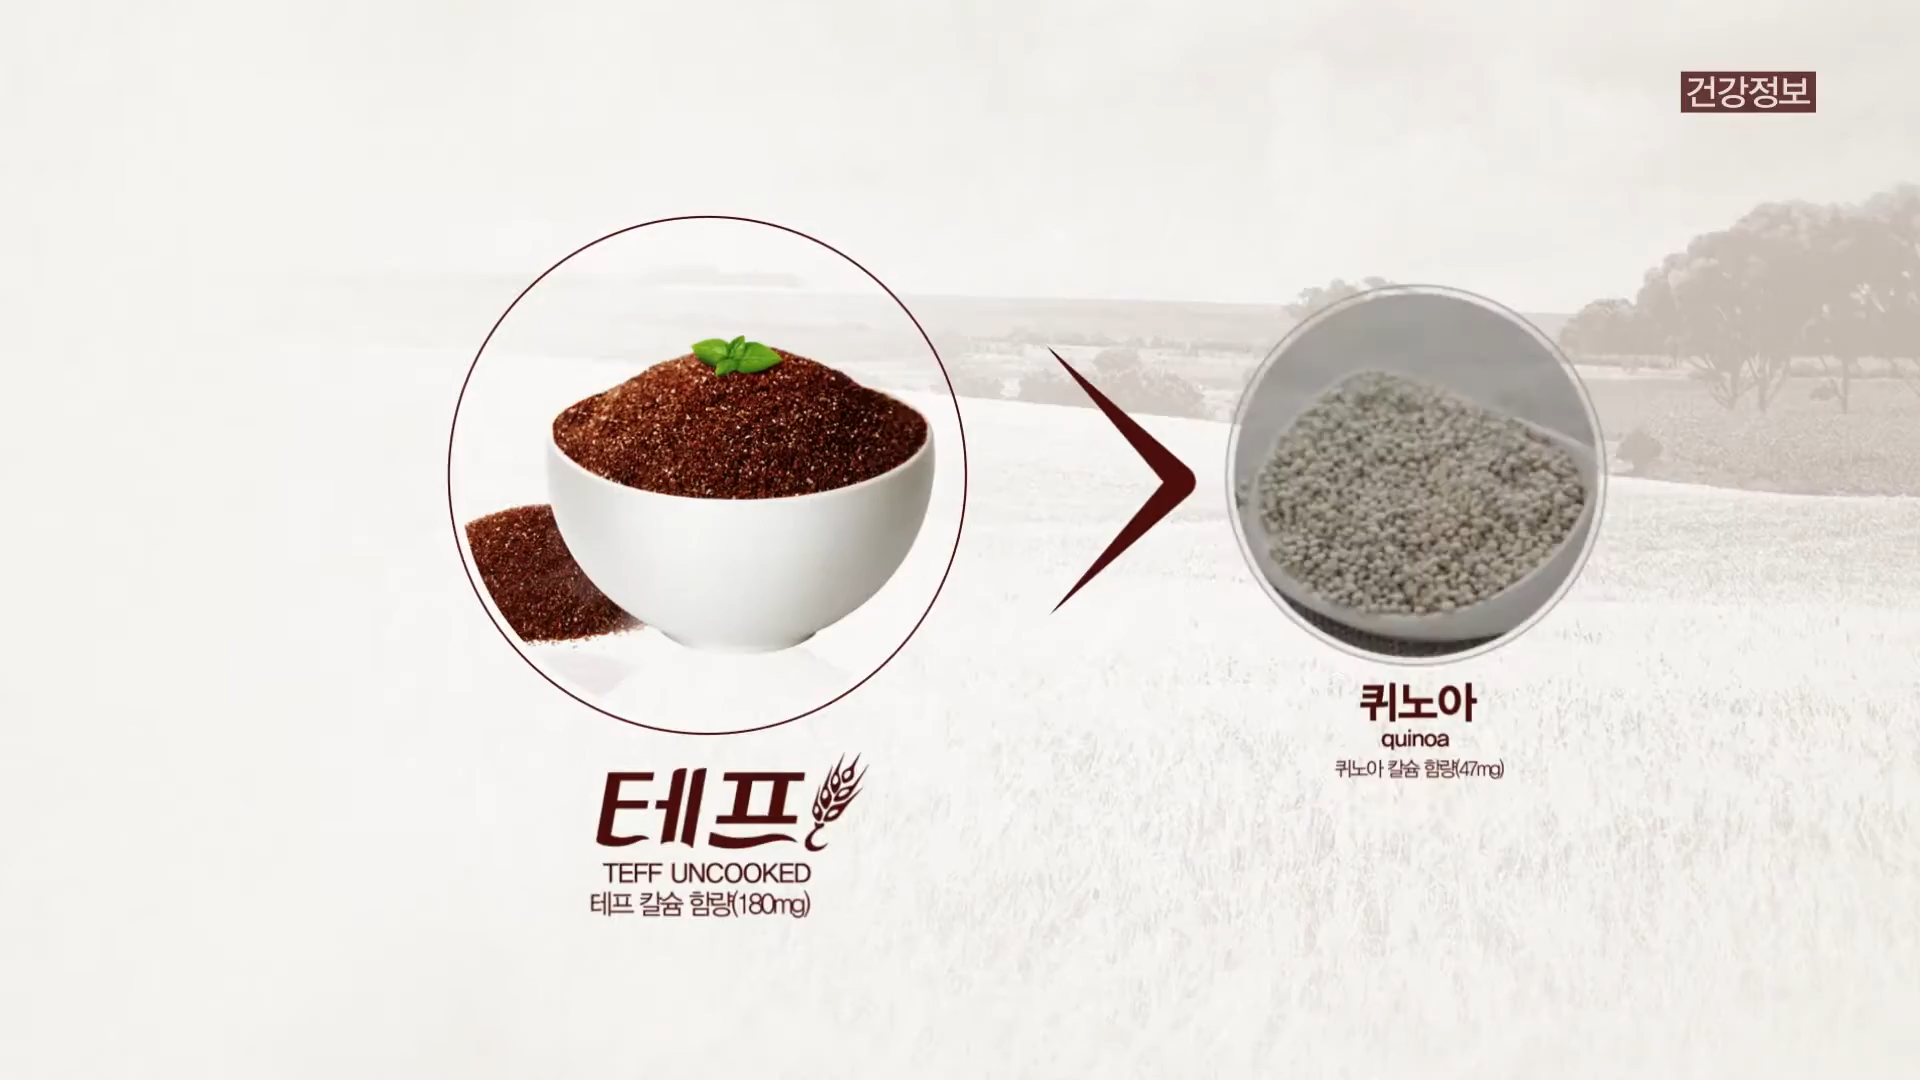 건강정보
테프
TEFF UNCOOKED
테프 칼슘 함량(180mg)
퀴노아
quinoa
퀴노아 칼슘 함량(47mg)